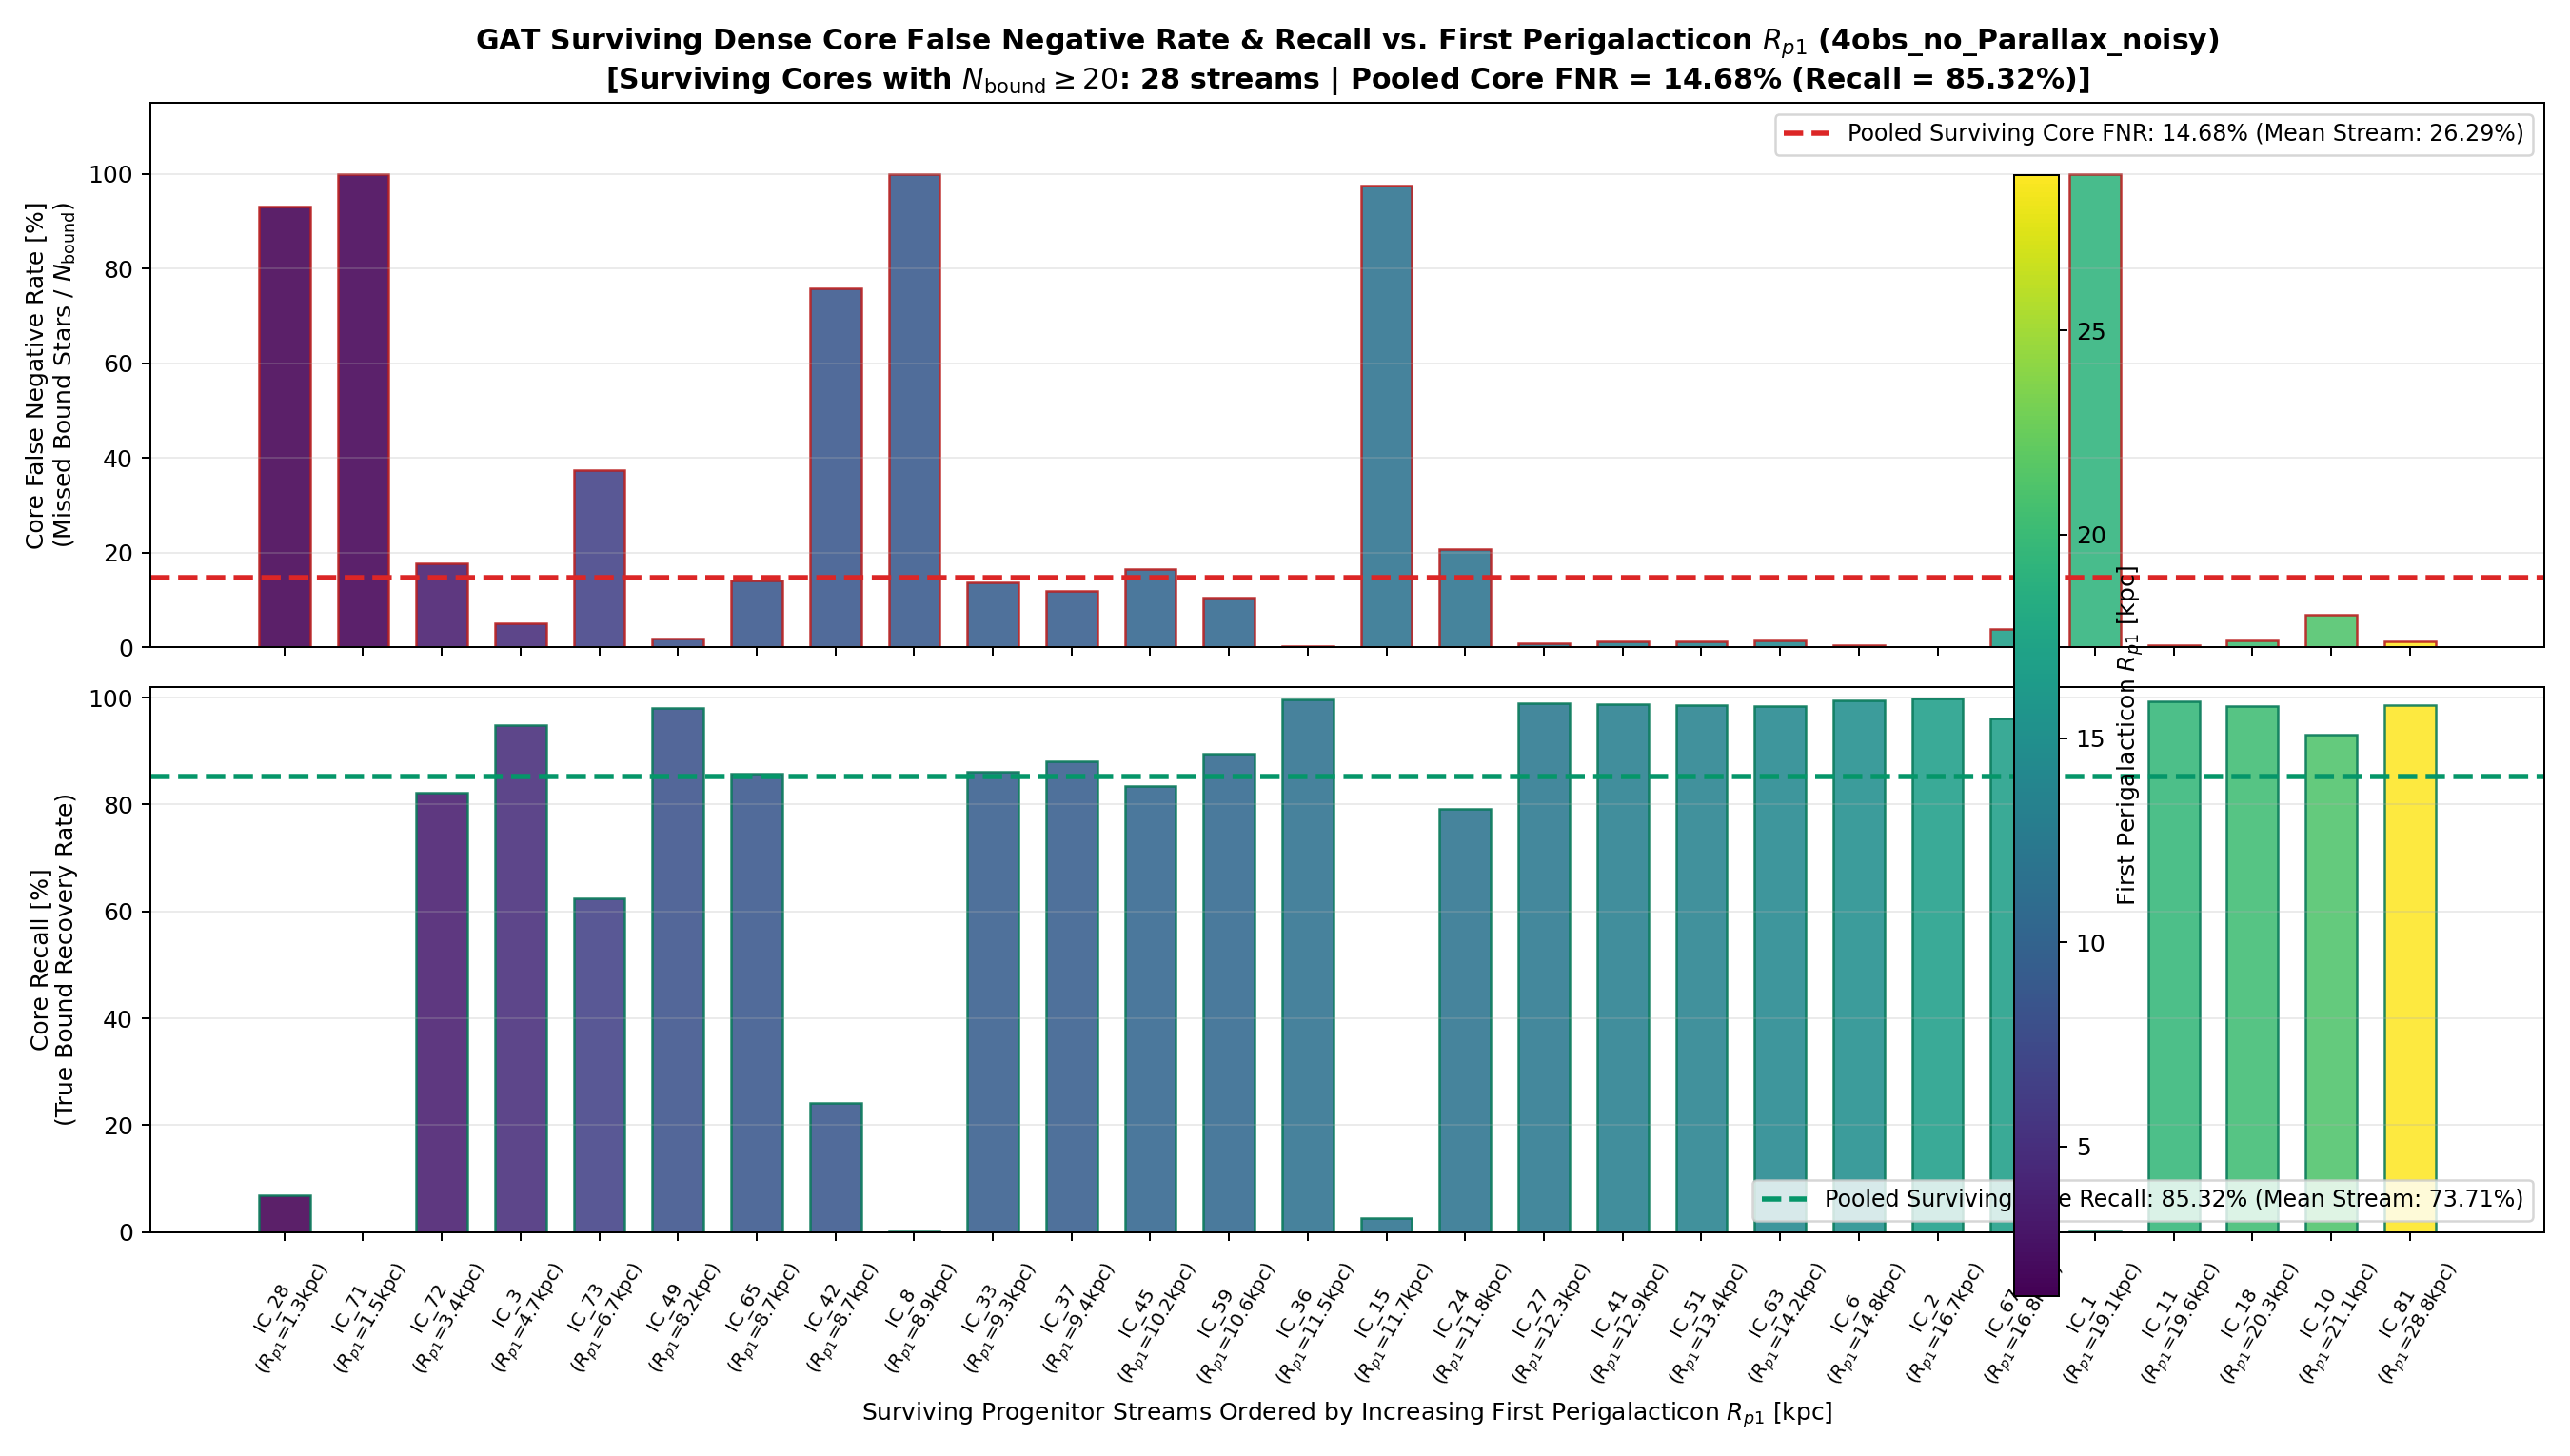 GAT Surviving Dense Core False Negative Rate & Recall vs. First Perigalacticon R_p1 (4obs_no_Parallax_noisy)
[Surviving Cores with N_bound ≥ 20: 28 streams | Pooled Core FNR = 14.68% (Recall = 85.32%)]
Pooled Surviving Core FNR: 14.68% (Mean Stream: 26.29%)
Core False Negative Rate [%]
(Missed Bound Stars / N_bound)
100
80
60
40
20
0
Core Recall [%]
(True Bound Recovery Rate)
100
80
60
40
20
0
25
20
15
10
5
First Perigalacticon R_p1 [kpc]
Pooled Surviving e Recall: 85.32% (Mean Stream: 73.71%)
IC_28
(R_p1=1.3kpc)
IC_71
(R_p1=1.5kpc)
IC_72
(R_p1=3.4kpc)
IC_3
(R_p1=4.7kpc)
IC_73
(R_p1=6.7kpc)
IC_49
(R_p1=8.2kpc)
IC_65
(R_p1=8.7kpc)
IC_42
(R_p1=8.7kpc)
IC_8
(R_p1=8.9kpc)
IC_33
(R_p1=9.3kpc)
IC_37
(R_p1=9.4kpc)
IC_45
(R_p1=10.2kpc)
IC_59
(R_p1=10.6kpc)
IC_36
(R_p1=11.5kpc)
IC_15
(R_p1=11.7kpc)
IC_24
(R_p1=11.8kpc)
IC_27
(R_p1=12.3kpc)
IC_41
(R_p1=12.9kpc)
IC_51
(R_p1=13.4kpc)
IC_63
(R_p1=14.2kpc)
IC_6
(R_p1=14.8kpc)
IC_2
(R_p1=16.7kpc)
IC_67
(R_p1=16.8k
IC_1
(R_p1=19.1kpc)
IC_11
(R_p1=19.6kpc)
IC_18
(R_p1=20.3kpc)
IC_10
(R_p1=21.1kpc)
IC_81
(R_p1=28.8kpc)
Surviving Progenitor Streams Ordered by Increasing First Perigalacticon R_p1 [kpc]